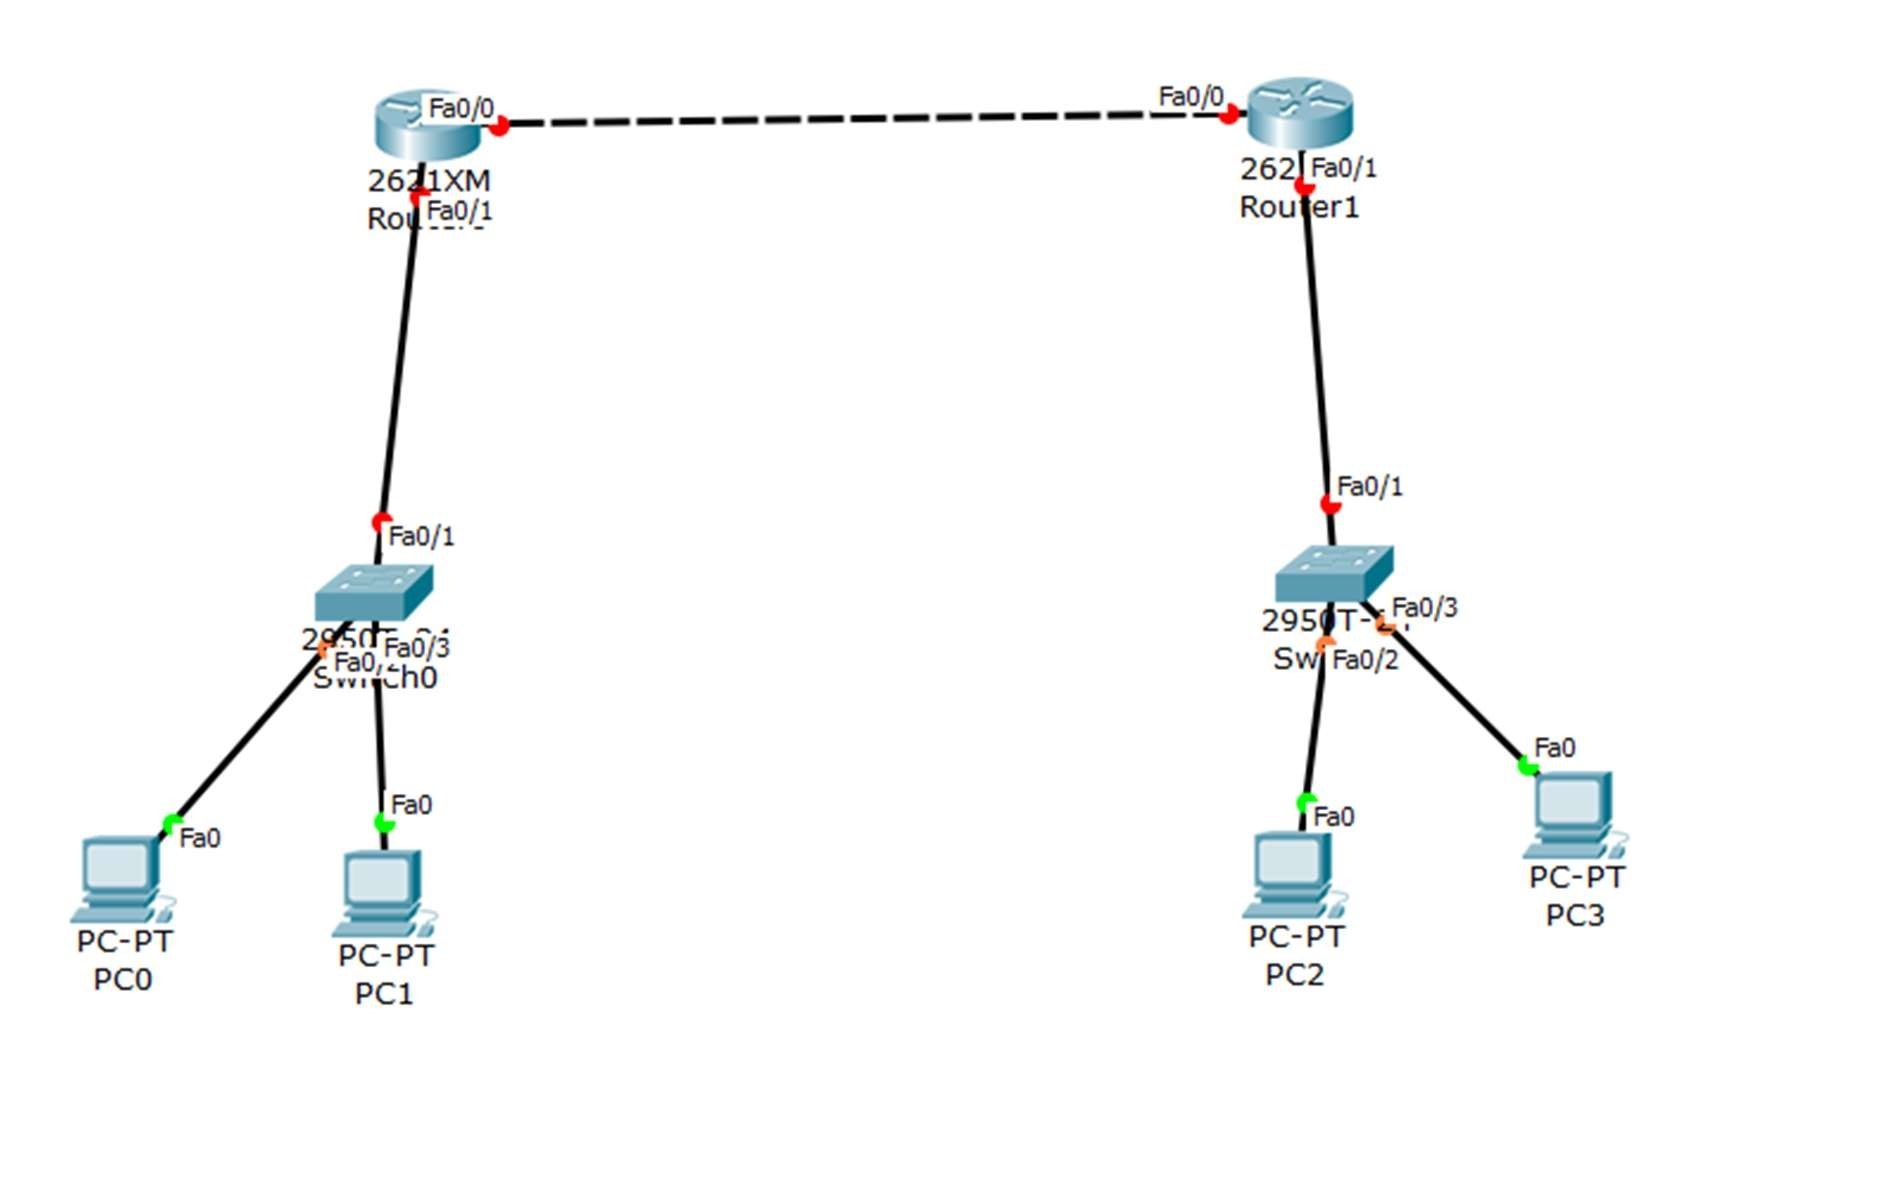 Fa0/0
2621XM
Fa0/1
Fa0/0
Fa0/1
Router1
Fa0/1
Fa0/3
Fa0
PC-PT
PC0
Fa0
PC-PT
PC1
Fa0/1
Fa0/3
Fa0/2
Fa0
PC-PT
PC2
Fa0
PC-PT
PC3